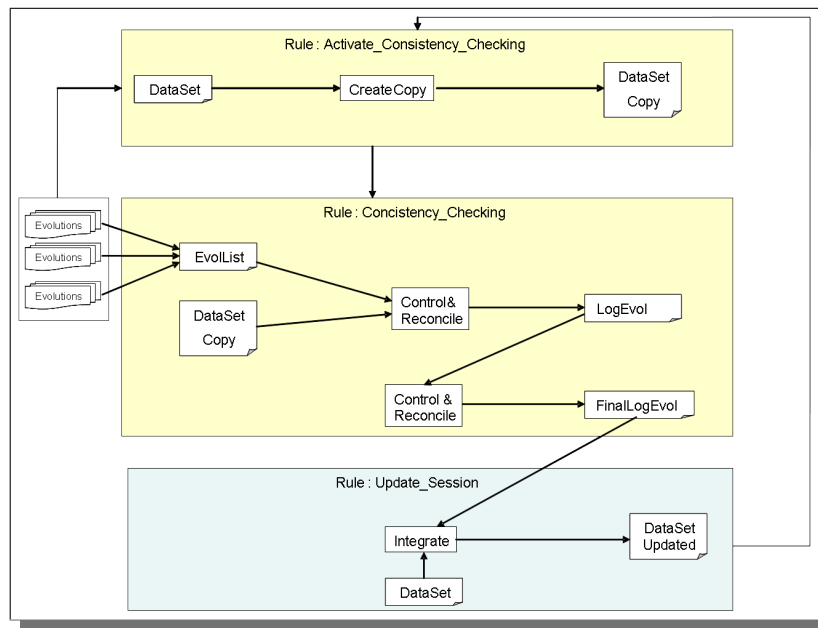 Rule : Activate_Consistency_Checking
DataSet
CreateCopy
DataSet
Copy
Rule : Concistency_Checking
Evolutions
Evolutions
Evolutions
EvolList
DataSet
Copy
Control&
Reconcile
LogEvol
Control &
Reconcile
FinalLogEvol
Rule : Update_Session
Integrate
DataSet
Updated
DataSet